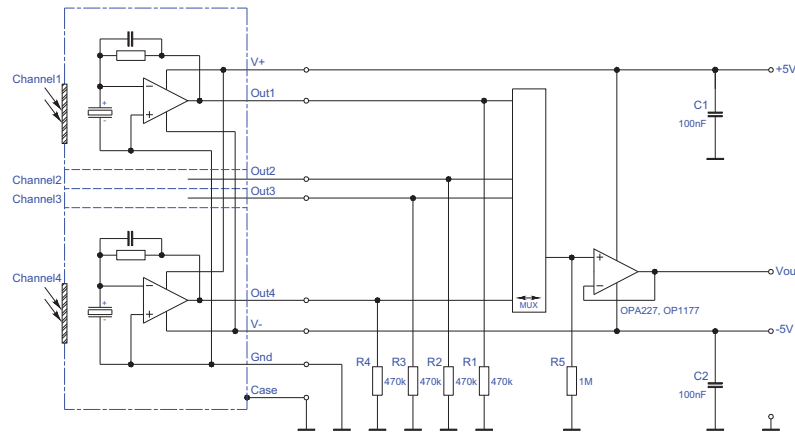 V+
+5V
Channel1
+
−
+
-
Out1
C1
100nF
Channel2
Out2
Channel3
Out3
+
−
Vou
Channel4
+
−
+
-
Out4
MUX
OPA227, OP1177
V-
-5V
Gnd
R4
R3
R2
R1
R5
470k
470k
470k
470k
1M
C2
100nF
Case